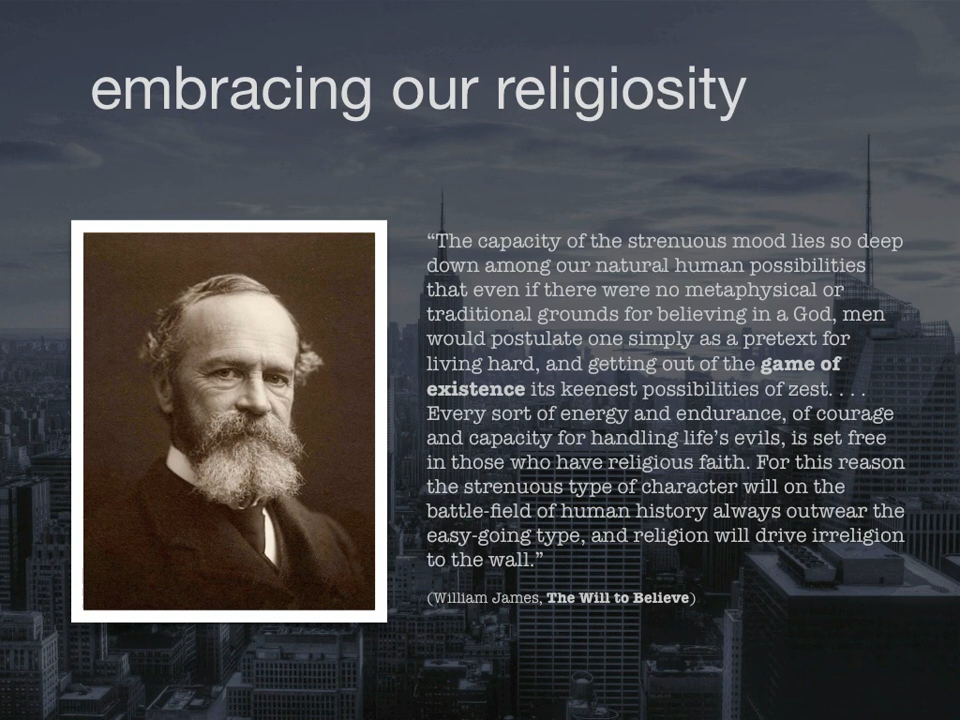 embracing our religiosity
“The capacity of the strenuous mood lies so deep
down among our natural human possibilities
that even if there were no metaphysical or
traditional grounds for believing in a God, men
would postulate one simply as a pretext for
living hard, and getting out of the game of
existence its keenest possibilities of zest. . . .
Every sort of energy and endurance, of courage
and capacity for handling life’s evils, is set free
in those who have religious faith. For this reason
the strenuous type of character will on the
battle-field of human history always outwear the
easy-going type, and religion will drive irreligion
to the wall.”
(William James, The Will to Believe)